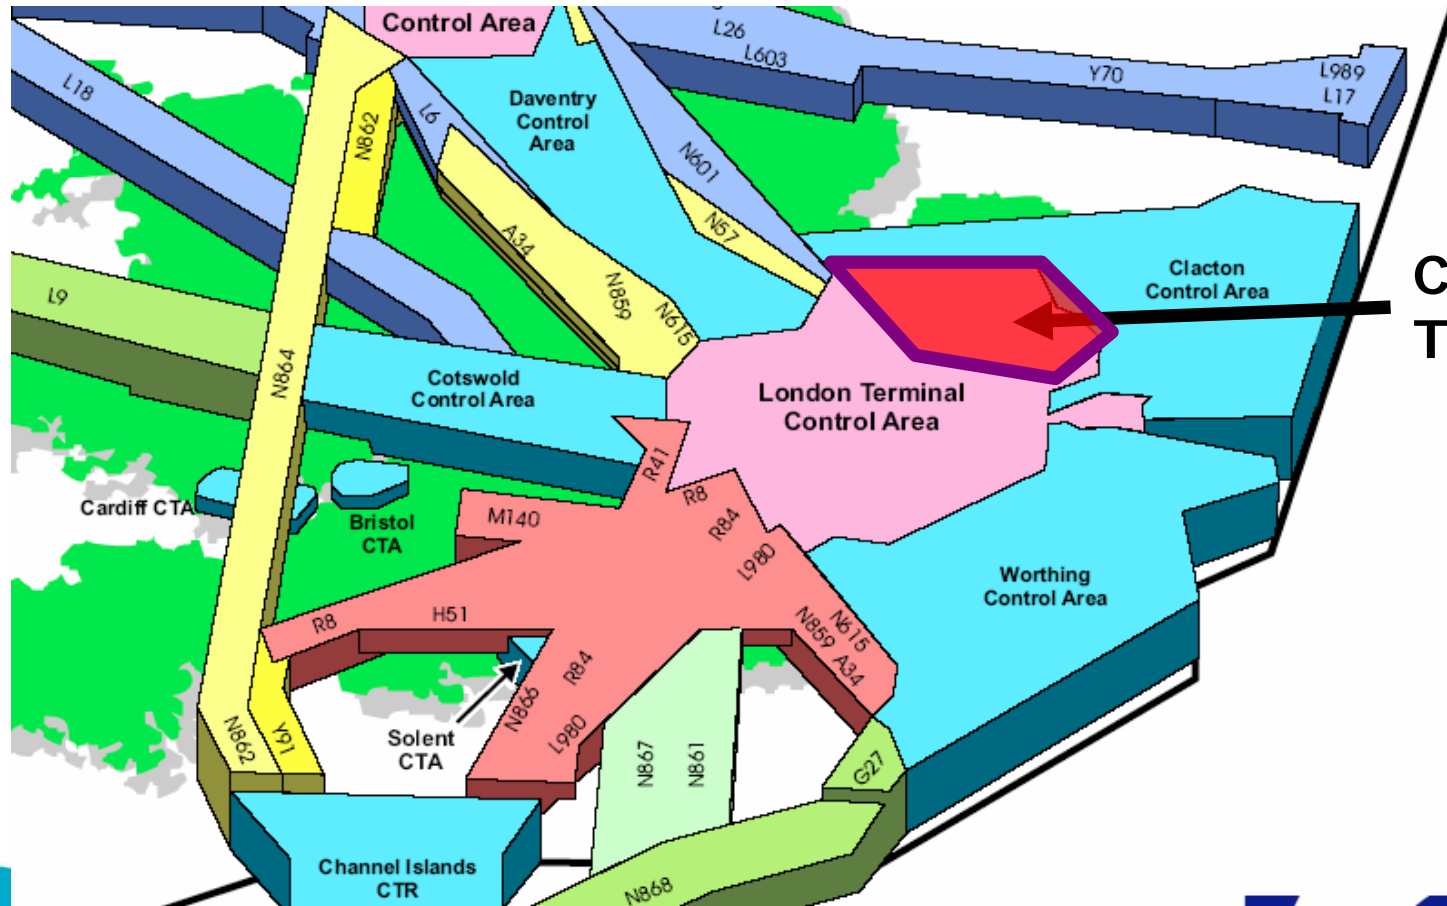 Control Area
L26
L603
Y70
L989
L17
L18
L6
N862
Daventry
Control
Area
N601
N57
A34
N859
N615
Clacton
Control Area
C
T
L9
N864
Cotswold
Control Area
London Terminal
Control Area
R41
R8
R84
L980
M140
Cardiff CTA
Bristol
CTA
Worthing
Control Area
R8
H51
N859
N615
A34
R84
N866
L980
Solent
CTA
N862
Y91
N867
N861
G27
Channel Islands
CTR
N868